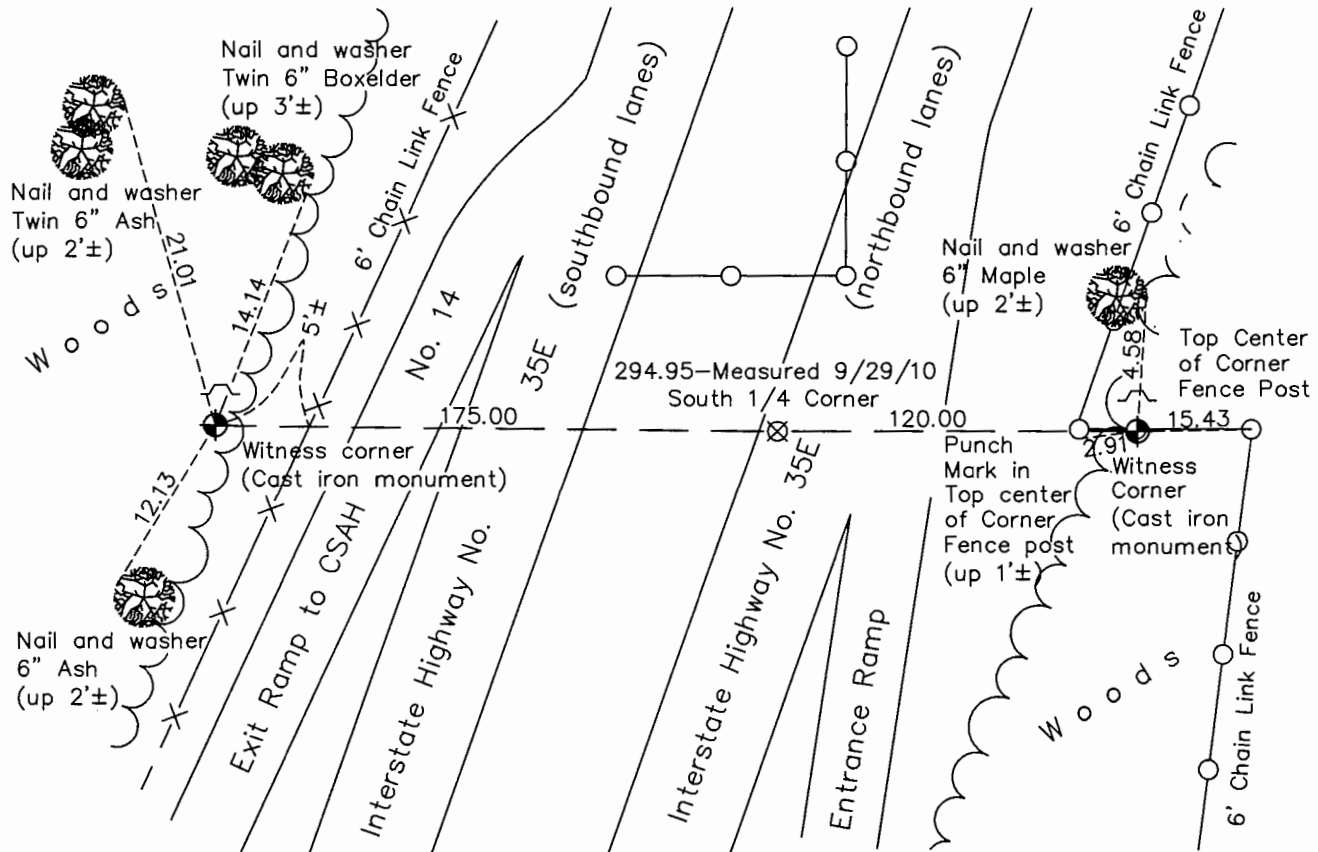 Nail and washer
Twin 6" Boxelder
(up 3'±)
Nail and washer
Twin 6" Ash
(up 2'±)
21.01
14.14
5'±
Woods
6' Chain Link Fence
No. 14
35E
(southbound lanes)
(northbound lanes)
6' Chain Link Fence
Nail and washer
6" Maple
(up 2'±)
4.58
Top Center
of Corner
Fence Post
294.95-Measured 9/29/10
South 1/4 Corner
175.00
120.00
2.91
15.43
Witness corner
(Cast iron monument)
12.13
Punch
Mark in
Top center
of Corner
Fence post
(up 1'±)
Witness
Corner
(Cast iron
monument)
Nail and washer
6" Ash
(up 2'±)
Exit Ramp to CSAH
Interstate Highway No.
Interstate Highway No. 35E
Entrance Ramp
Woods
6' Chain Link Fence